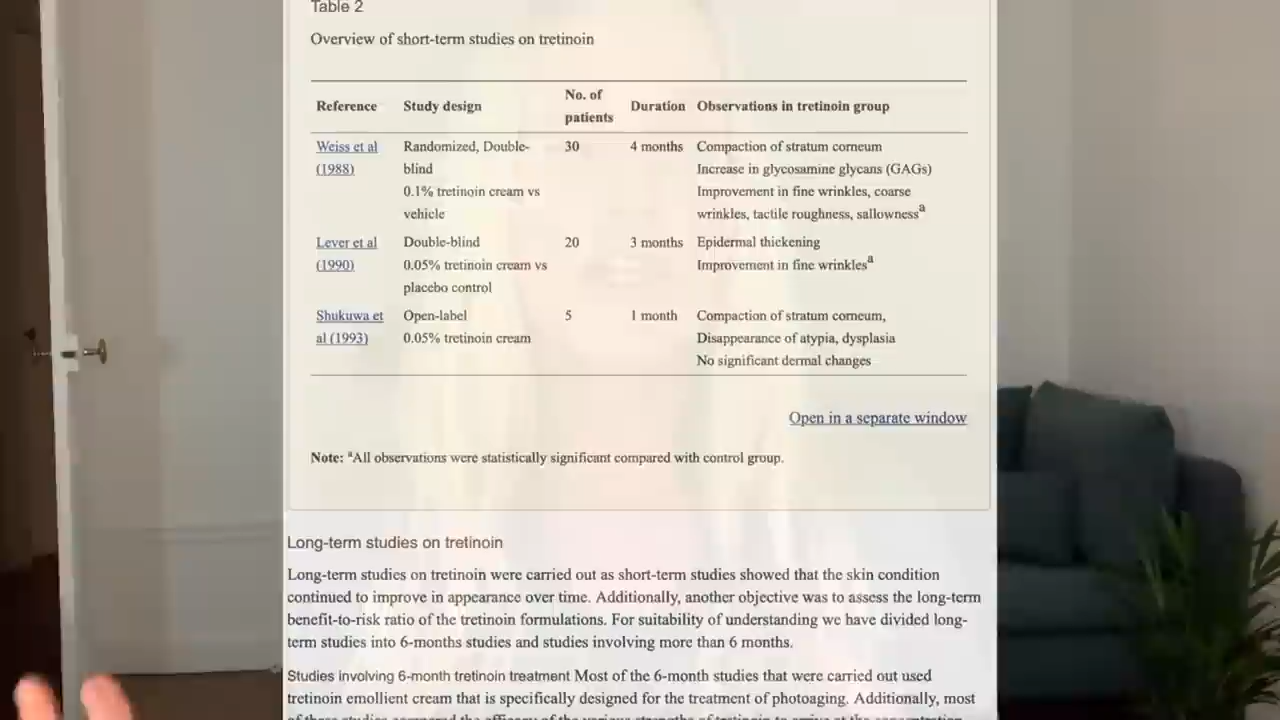 Table 2
Overview of short-term studies on tretinoin
Reference Study design No. of patients Duration Observations in tretinoin group
Weiss et al (1988) Randomized, Double-blind 0.1% tretinoin cream vs vehicle 30 4 months Compaction of stratum corneum
Increase in glycosamine glycans (GAGs)
Improvement in fine wrinkles, coarse
wrinkles, tactile roughness, sallownessa
Lever et al (1990) Double-blind 0.05% tretinoin cream vs placebo control 20 3 months Epidermal thickening
Improvement in fine wrinklesa
Shukuwa et al (1993) Open-label 0.05% tretinoin cream 5 1 month Compaction of stratum corneum,
Disappearance of atypia, dysplasia
No significant dermal changes
Open in a separate window
Note: aAll observations were statistically significant compared with control group.
Long-term studies on tretinoin
Long-term studies on tretinoin were carried out as short-term studies showed that the skin condition
continued to improve in appearance over time. Additionally, another objective was to assess the long-term
benefit-to-risk ratio of the tretinoin formulations. For suitability of understanding we have divided long-
term studies into 6-months studies and studies involving more than 6 months.
Studies involving 6-month tretinoin treatment Most of the 6-month studies that were carried out used
tretinoin emollient cream that is specifically designed for the treatment of photoaging. Additionally, most